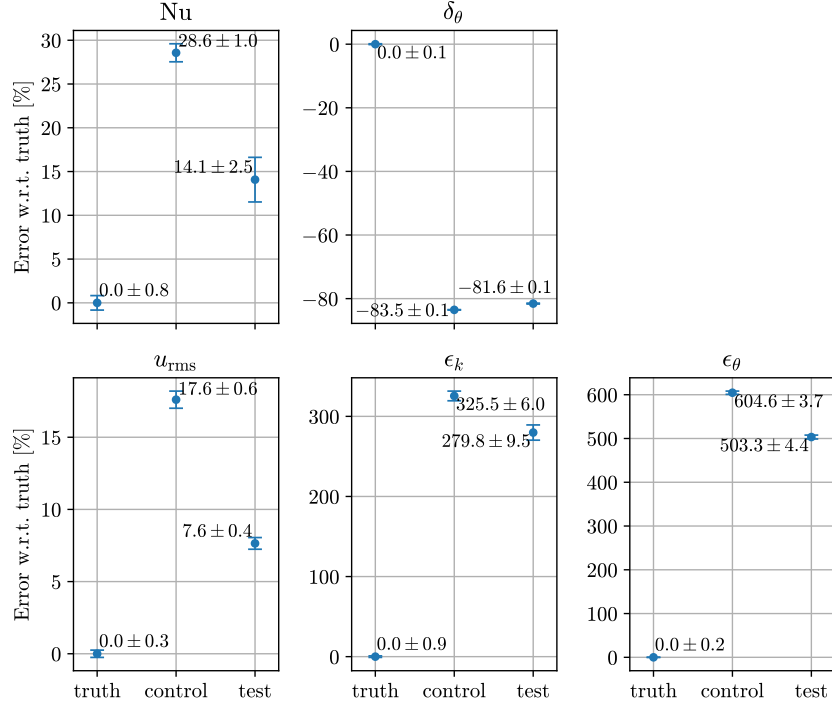 Nu
Error w.r.t. truth [%]
30
25
20
15
10
5
0
0.0 ± 0.8
28.6 ± 1.0
14.1 ± 2.5
δθ
0
−20
−40
−60
−80
0.0 ± 0.1
−83.5 ± 0.1
−81.6 ± 0.1
urms
Error w.r.t. truth [%]
15
10
5
0
0.0 ± 0.3
17.6 ± 0.6
7.6 ± 0.4
truth control test
ϵk
300
200
100
0
0.0 ± 0.9
325.5 ± 6.0
279.8 ± 9.5
truth control test
ϵθ
600
500
400
300
200
100
0
0.0 ± 0.2
604.6 ± 3.7
503.3 ± 4.4
truth control test